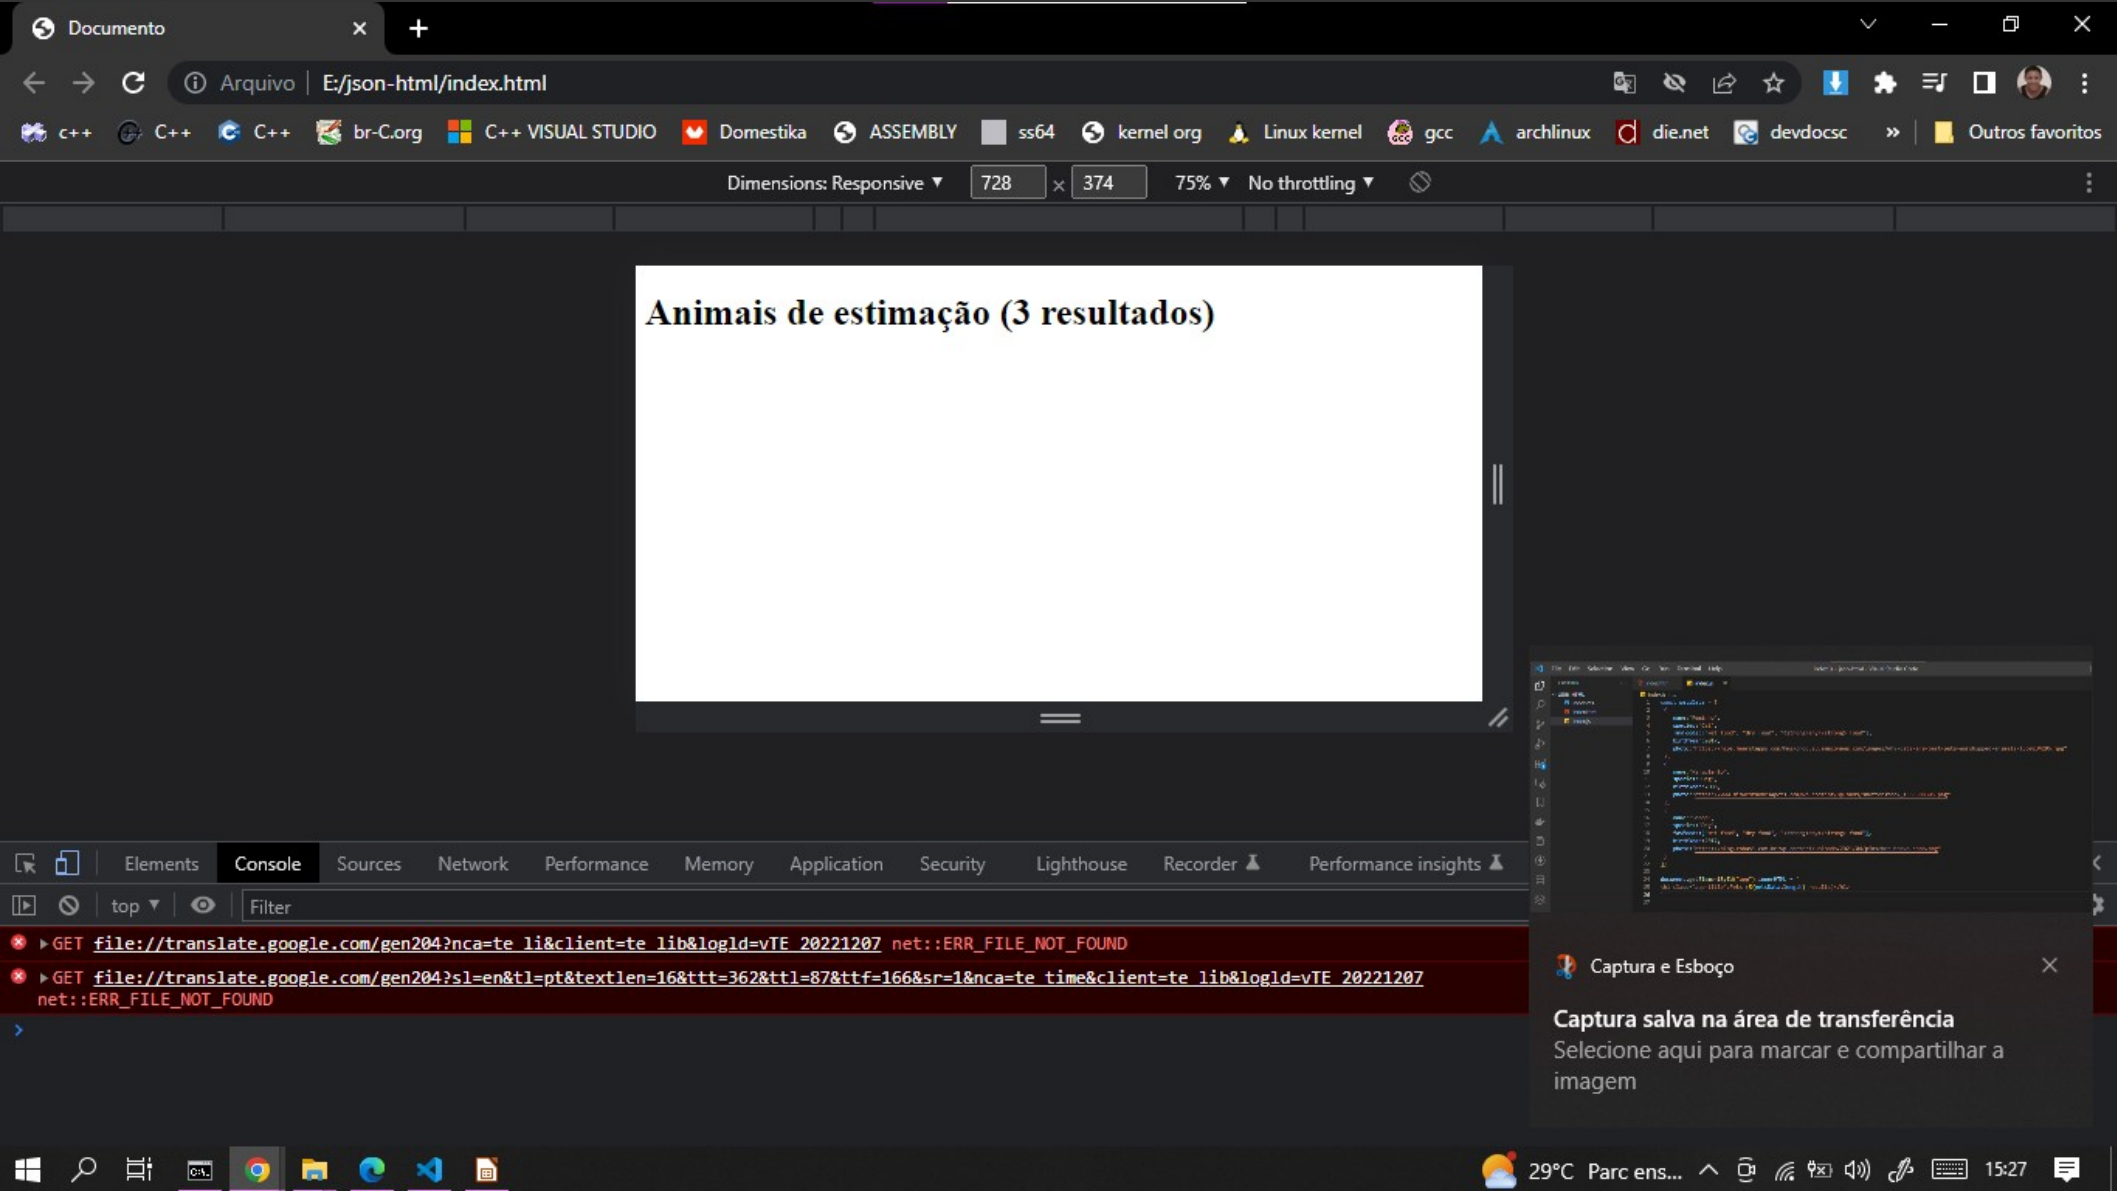 Documento
Arquivo E:/json-html/index.html
c++ C++ C++ br-C.org C++ VISUAL STUDIO Domestika ASSEMBLY ss64 kernel org Linux kernel gcc archlinux die.net devdocsc » Outros favoritos
Dimensions: Responsive 728 × 374 75% No throttling
Animais de estimação (3 resultados)
Elements Console Sources Network Performance Memory Application Security Lighthouse Recorder Performance insights
top Filter
GET file://translate.google.com/gen204?nca=te_li&client=te_lib&logld=vTE_20221207 net::ERR_FILE_NOT_FOUND
GET file://translate.google.com/gen204?sl=en&tl=pt&textlen=16&ttt=362&ttl=87&ttf=166&sr=1&nca=te_time&client=te_lib&logld=vTE_20221207
net::ERR_FILE_NOT_FOUND
Captura e Esboço
Captura salva na área de transferência
Selecione aqui para marcar e compartilhar a
imagem
29°C Parc ens... 15:27